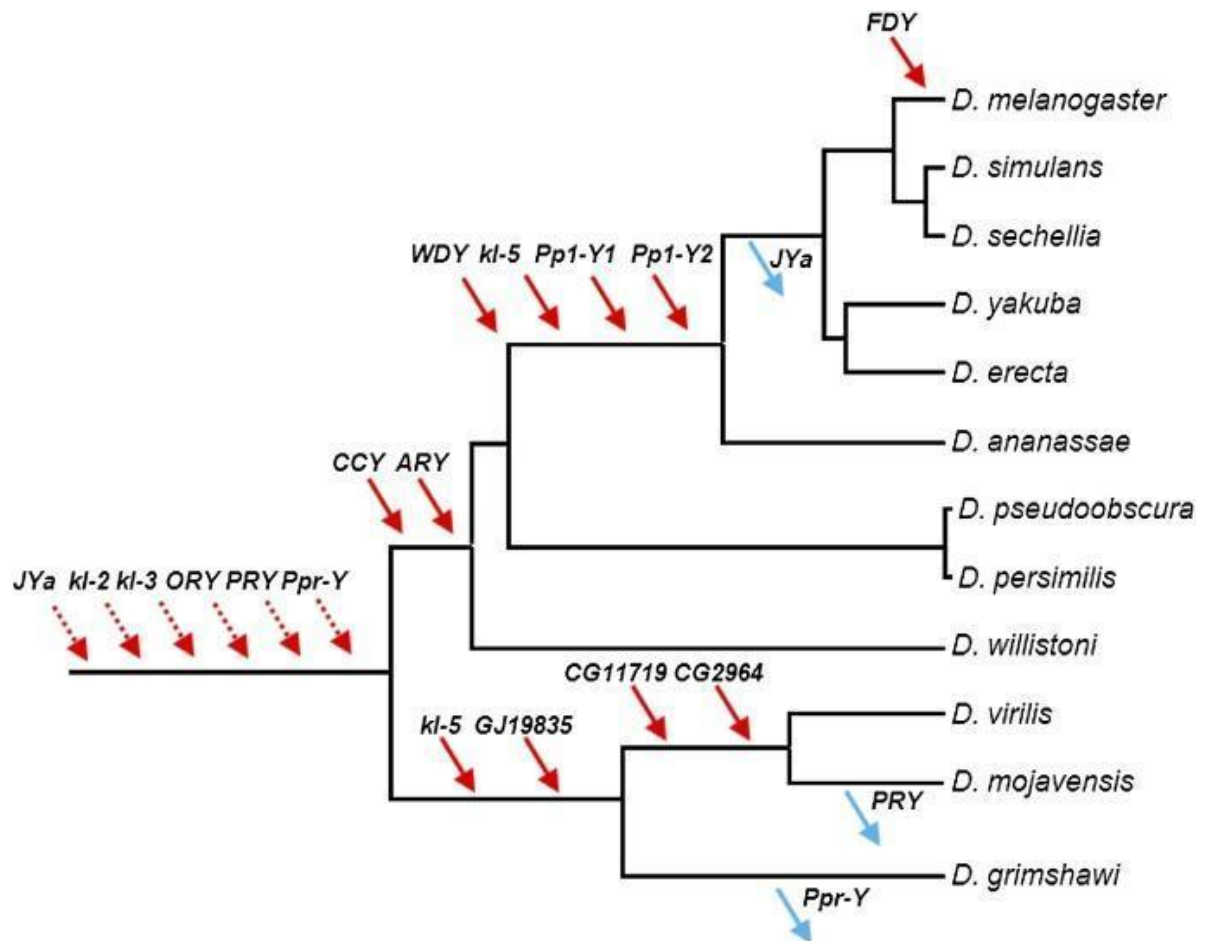 FDY
D. melanogaster
D. simulans
D. sechellia
WDY kl-5 Pp1-Y1 Pp1-Y2
JYa
D. yakuba
D. erecta
D. ananassae
CCY ARY
D. pseudoobscura
D. persimilis
JYa kl-2 kl-3 ORY PRY Ppr-Y
D. willistoni
CG11719 CG2964
D. virilis
kl-5 GJ19835
D. mojavensis
PRY
D. grimshawi
Ppr-Y